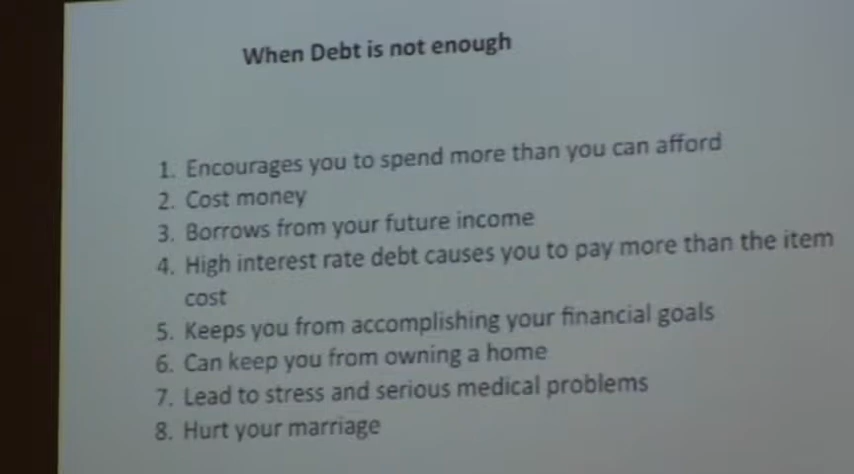 When Debt is not enough
1. Encourages you to spend more than you can afford
2. Cost money
3. Borrows from your future income
4. High interest rate debt causes you to pay more than the item
cost
5. Keeps you from accomplishing your financial goals
6. Can keep you from owning a home
7. Lead to stress and serious medical problems
8. Hurt your marriage